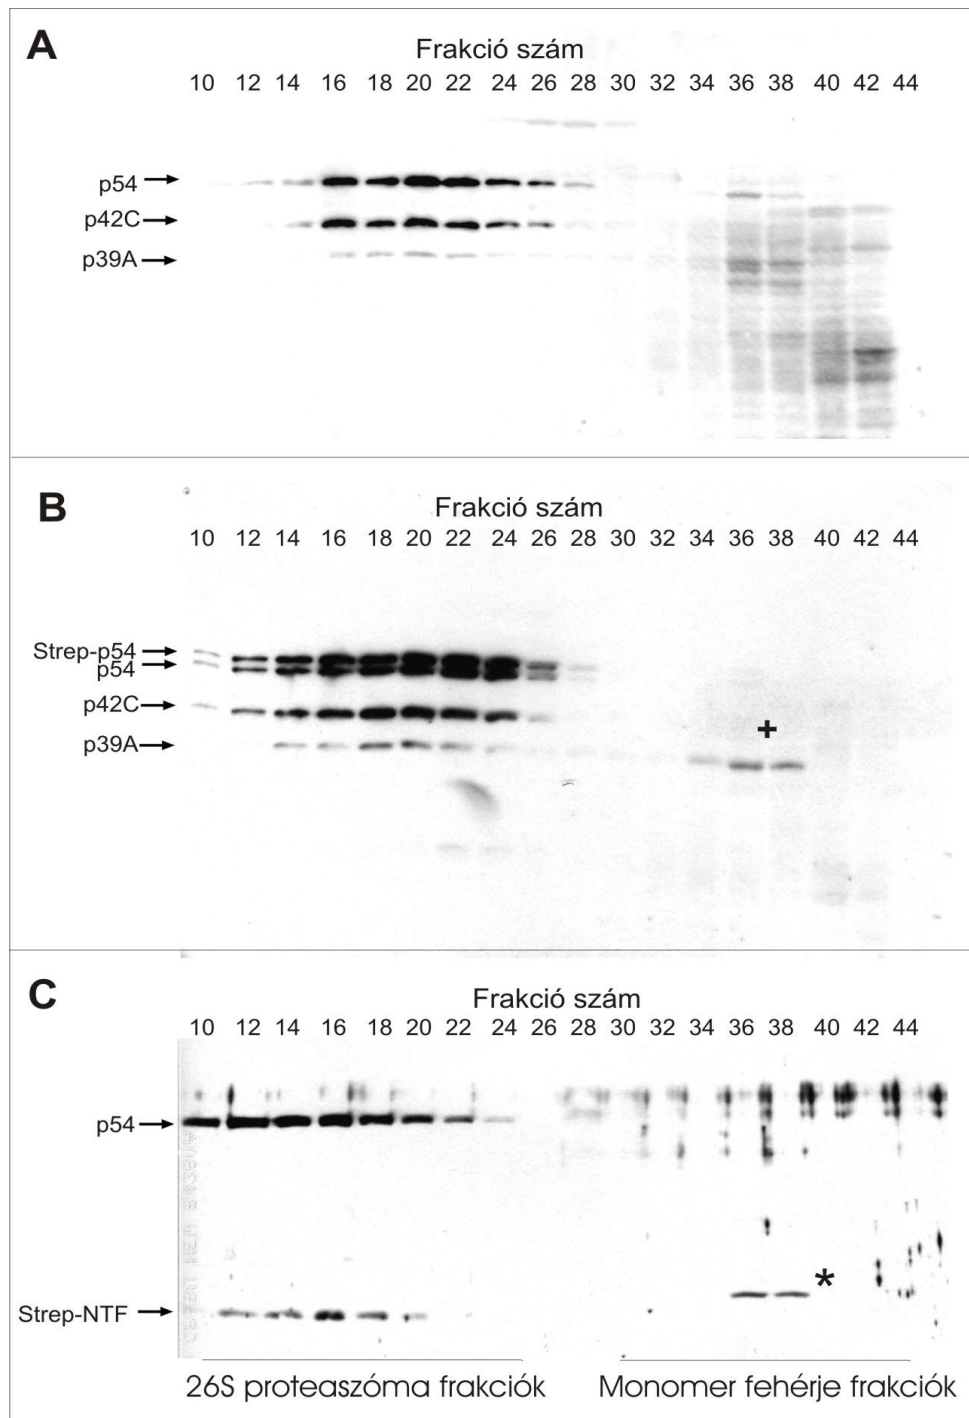 A
Frakció szám
10 12 14 16 18 20 22 24 26 28 30 32 34 36 38 40 42 44
p54
p42C
p39A
B
Frakció szám
10 12 14 16 18 20 22 24 26 28 30 32 34 36 38 40 42 44
Strep-p54
p54
p42C
p39A
+
C
Frakció szám
10 12 14 16 18 20 22 24 26 28 30 32 34 36 38 40 42 44
p54
*
Strep-NTF
26S proteaszóma frakciók Monomer fehérje frakciók